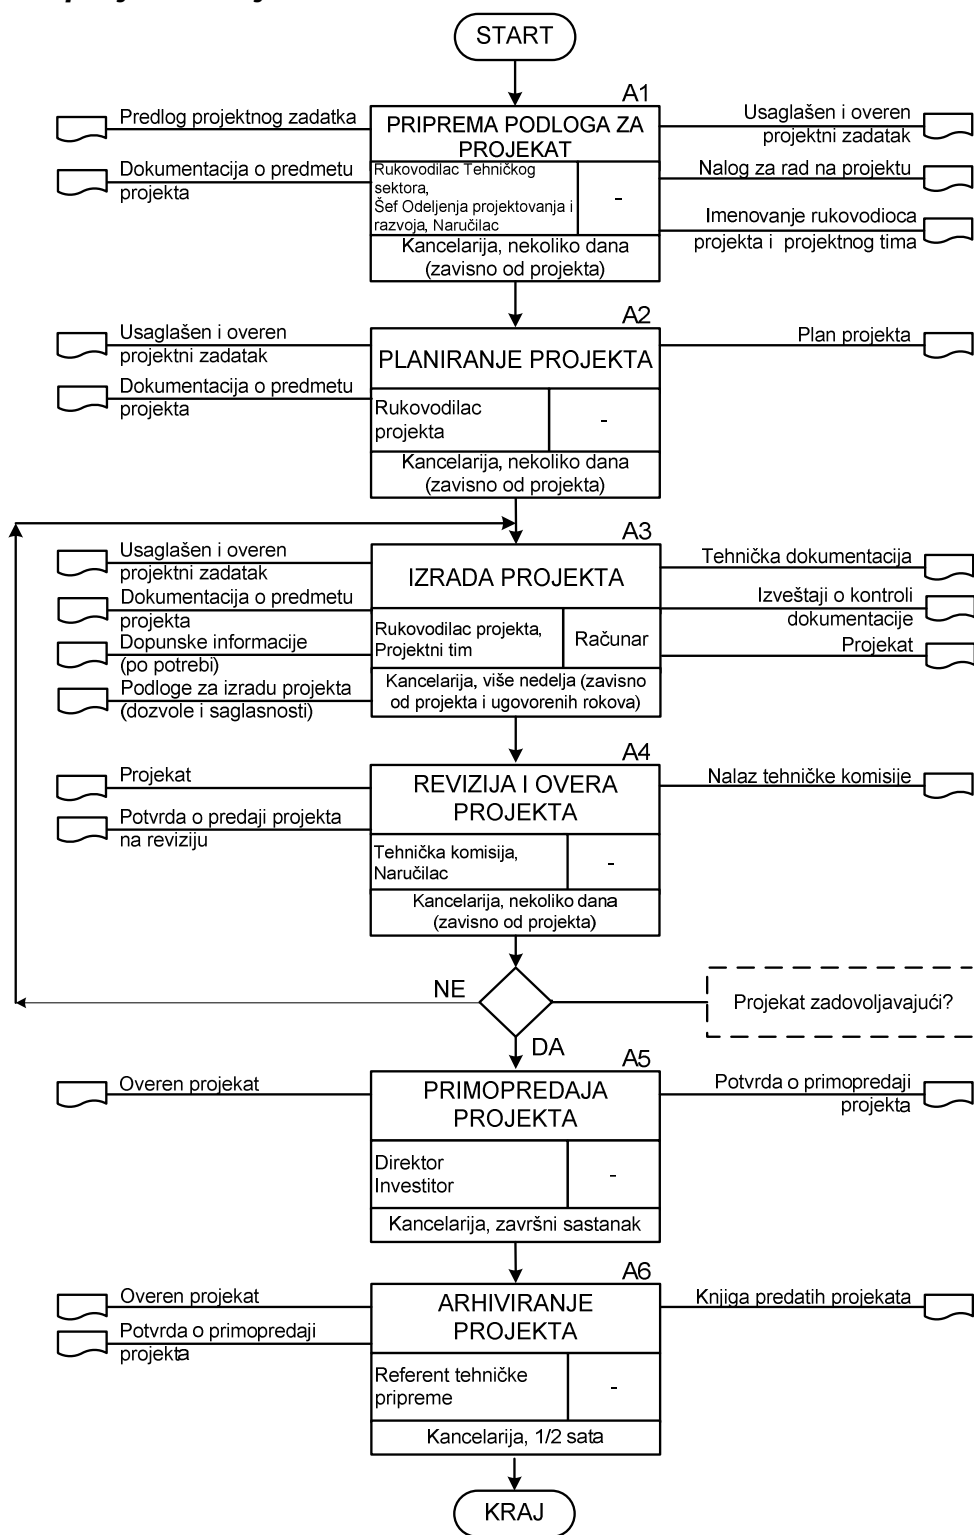 START
A1
Predlog projektnog zadatka
Dokumentacija o predmetu
projekta
PRIPREMA PODLOGA ZA
PROJEKAT
Rukovodilac Tehničkog
sektora,
Šef Odeljenja projektovanja i
razvoja, Naručilac
-
Kancelarija, nekoliko dana
(zavisno od projekta)
Usaglašen i overen
projektni zadatak
Nalog za rad na projektu
Imenovanje rukovodioca
projekta i projektnog tima
A2
Usaglašen i overen
projektni zadatak
Dokumentacija o predmetu
projekta
PLANIRANJE PROJEKTA
Rukovodilac
projekta
-
Kancelarija, nekoliko dana
(zavisno od projekta)
Plan projekta
A3
Usaglašen i overen
projektni zadatak
Dokumentacija o predmetu
projekta
Dopunske informacije
(po potrebi)
Podloge za izradu projekta
(dozvole i saglasnosti)
IZRADA PROJEKTA
Rukovodilac projekta,
Projektni tim
Računar
Kancelarija, više nedelja (zavisno
od projekta i ugovorenih rokova)
Tehnička dokumentacija
Izveštaji o kontroli
dokumentacije
Projekat
A4
Projekat
Potvrda o predaji projekta
na reviziju
REVIZIJA I OVERA
PROJEKTA
Tehnička komisija,
Naručilac
-
Kancelarija, nekoliko dana
(zavisno od projekta)
Nalaz tehničke komisije
NE
Projekat zadovoljavajući?
DA
A5
Overen projekat
PRIMOPREDAJA
PROJEKTA
Direktor
Investitor
-
Kancelarija, završni sastanak
Potvrda o primopredaji
projekta
A6
Overen projekat
Potvrda o primopredaji
projekta
ARHIVIRANJE
PROJEKTA
Referent tehničke
pripreme
-
Kancelarija, 1/2 sata
Knjiga predatih projekata
KRAJ